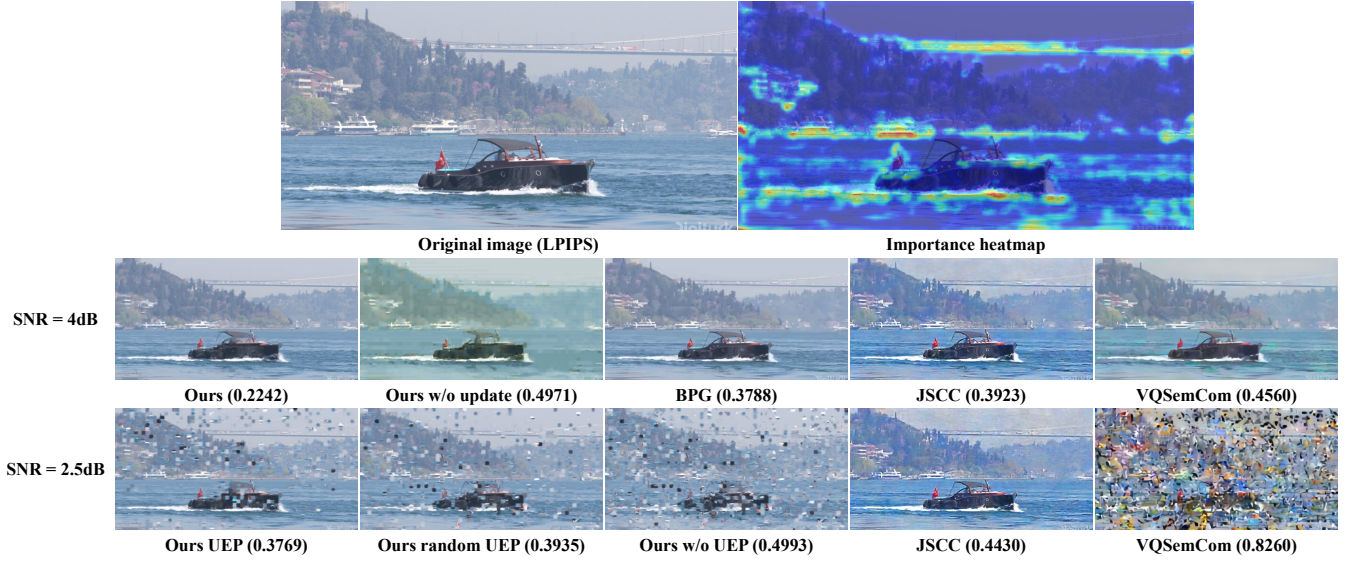 Original image (LPIPS)
Importance heatmap
SNR = 4dB
Ours (0.2242)
Ours w/o update (0.4971)
BPG (0.3788)
JSCC (0.3923)
VQSemCom (0.4560)
SNR = 2.5dB
Ours UEP (0.3769)
Ours random UEP (0.3935)
Ours w/o UEP (0.4993)
JSCC (0.4430)
VQSemCom (0.8260)